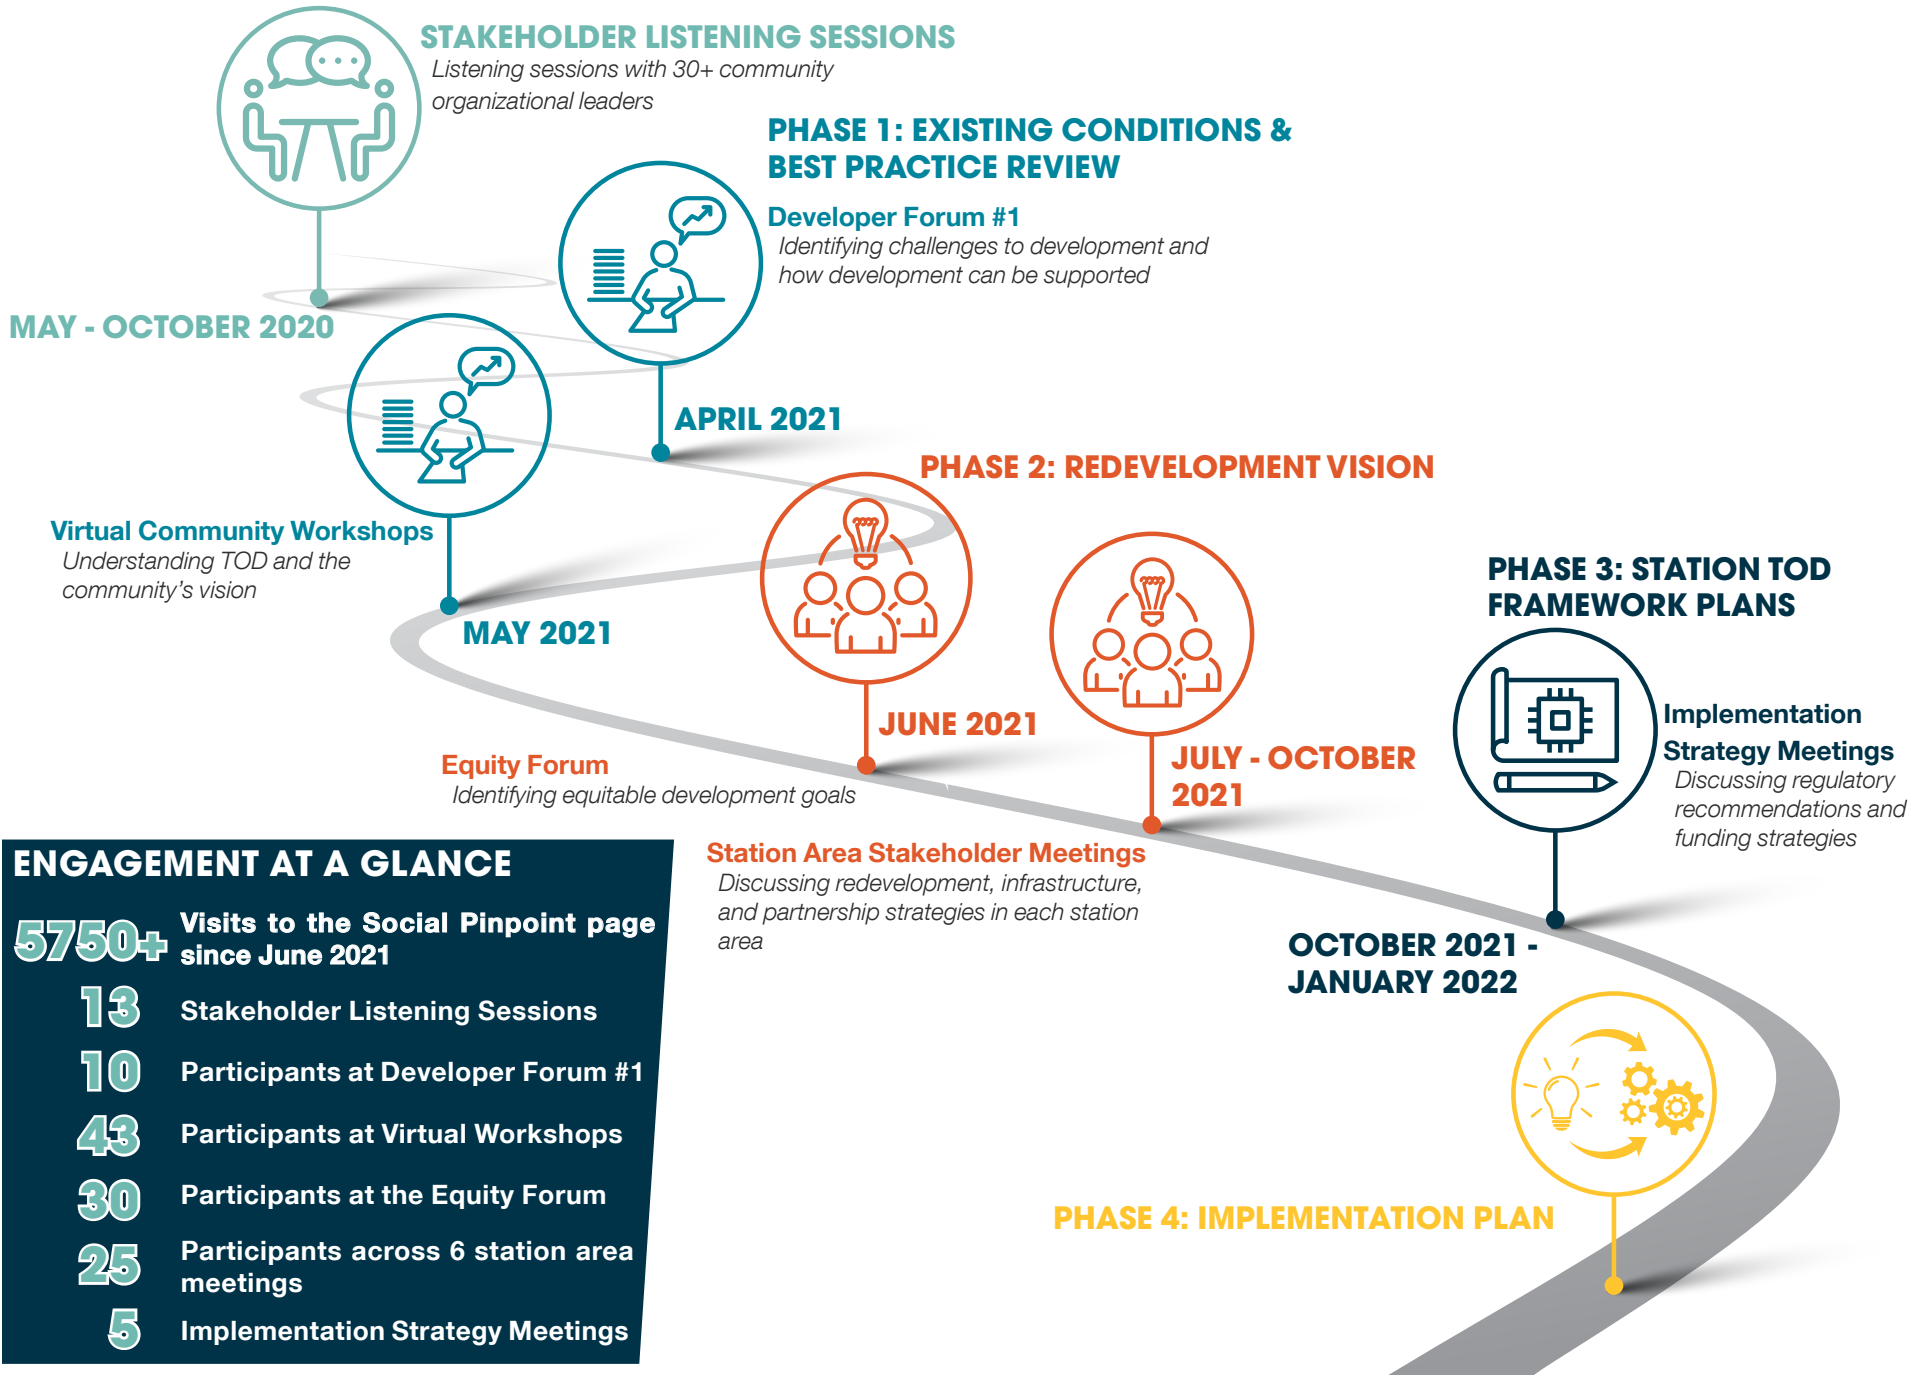 STAKEHOLDER LISTENING SESSIONS
Listening sessions with 30+ community
organizational leaders
MAY - OCTOBER 2020
PHASE 1: EXISTING CONDITIONS &
BEST PRACTICE REVIEW
Developer Forum #1
Identifying challenges to development and
how development can be supported
APRIL 2021
Virtual Community Workshops
Understanding TOD and the
community's vision
MAY 2021
PHASE 2: REDEVELOPMENT VISION
JUNE 2021
Equity Forum
Identifying equitable development goals
JULY - OCTOBER
2021
Station Area Stakeholder Meetings
Discussing redevelopment, infrastructure,
and partnership strategies in each station
area
PHASE 3: STATION TOD
FRAMEWORK PLANS
Implementation
Strategy Meetings
Discussing regulatory
recommendations and
funding strategies
OCTOBER 2021 -
JANUARY 2022
PHASE 4: IMPLEMENTATION PLAN
ENGAGEMENT AT A GLANCE
5750+ Visits to the Social Pinpoint page
since June 2021
13 Stakeholder Listening Sessions
10 Participants at Developer Forum #1
43 Participants at Virtual Workshops
30 Participants at the Equity Forum
25 Participants across 6 station area
meetings
5 Implementation Strategy Meetings